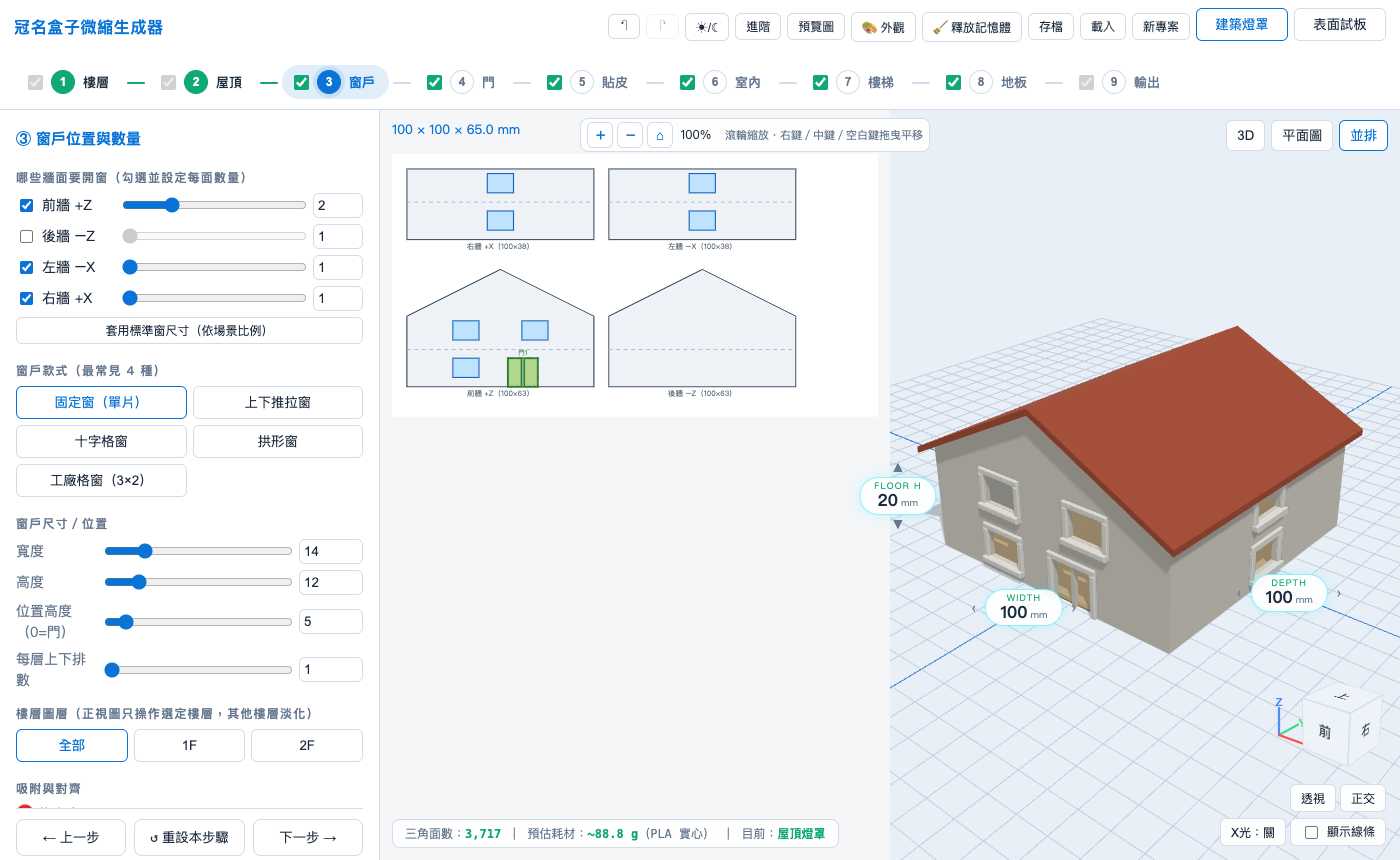 冠名盒子微縮生成器
↰ ↱ ☀/☾ 進階 預覽圖 🎨 外觀 🧹 釋放記憶體 存檔 載入 新專案 建築燈罩 表面試板
1 樓層 2 屋頂 3 窗戶 4 門 5 貼皮 6 室內 7 樓梯 8 地板 9 輸出
③ 窗戶位置與數量
哪些牆面要開窗（勾選並設定每面數量）
前牆 +Z 2
後牆 −Z 1
左牆 −X 1
右牆 +X 1
套用標準窗尺寸（依場景比例）
窗戶款式（最常見 4 種）
固定窗（單片） 上下推拉窗
十字格窗 拱形窗
工廠格窗（3×2）
窗戶尺寸 / 位置
寬度 14
高度 12
位置高度
（0=門） 5
每層上下排
數 1
樓層圖層（正視圖只操作選定樓層，其他樓層淡化）
全部 1F 2F
吸附與對齊
← 上一步 ↺ 重設本步驟 下一步 →
100 × 100 × 65.0 mm
+ − ⌂ 100% 滾輪縮放 · 右鍵 / 中鍵 / 空白鍵拖曳平移
右牆 +X（100×38） 左牆 −X（100×38）
門1
前牆 +Z（100×63） 後牆 −Z（100×63）
三角面數：3,717 | 預估耗材：~88.8 g (PLA 實心) | 目前：屋頂燈罩
3D 平面圖 並排
FLOOR H
20 mm
WIDTH
100 mm
DEPTH
100 mm
Z
上
前 右
透視 正交
X光：關 顯示線條